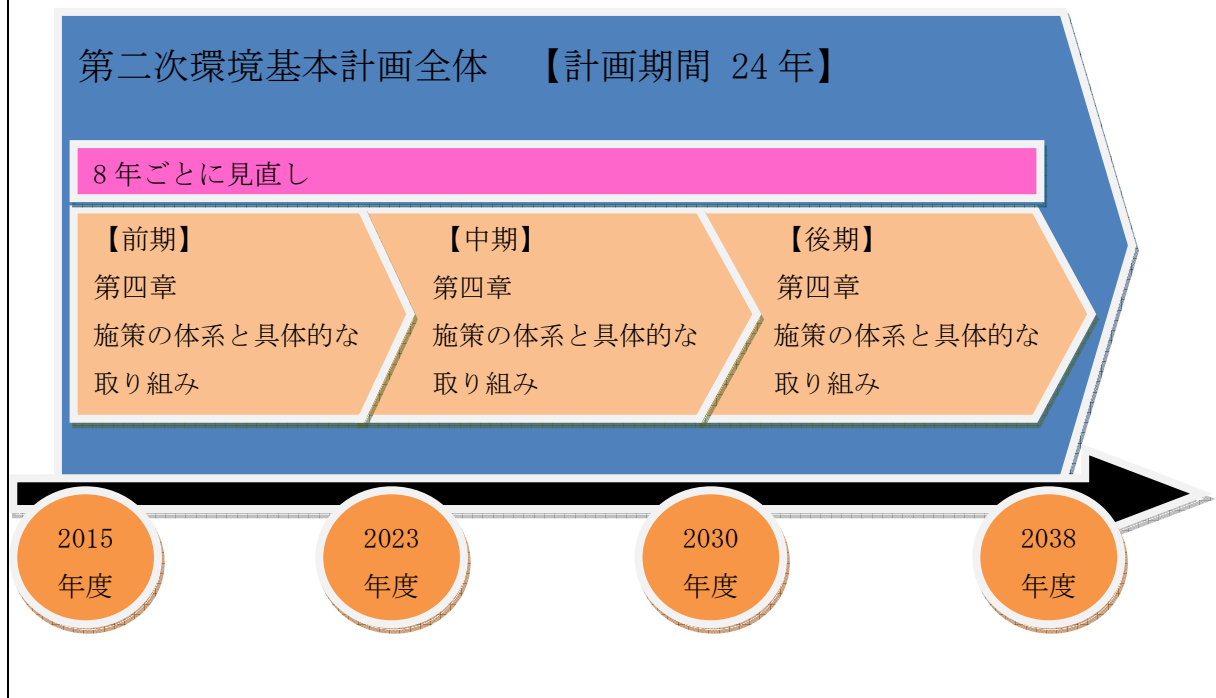 第二次環境基本計画全体 【計画期間 24年】
8年ごとに見直し
【前期】
第四章
施策の体系と具体的な
取り組み
【中期】
第四章
施策の体系と具体的な
取り組み
【後期】
第四章
施策の体系と具体的な
取り組み
2015
年度
2023
年度
2030
年度
2038
年度